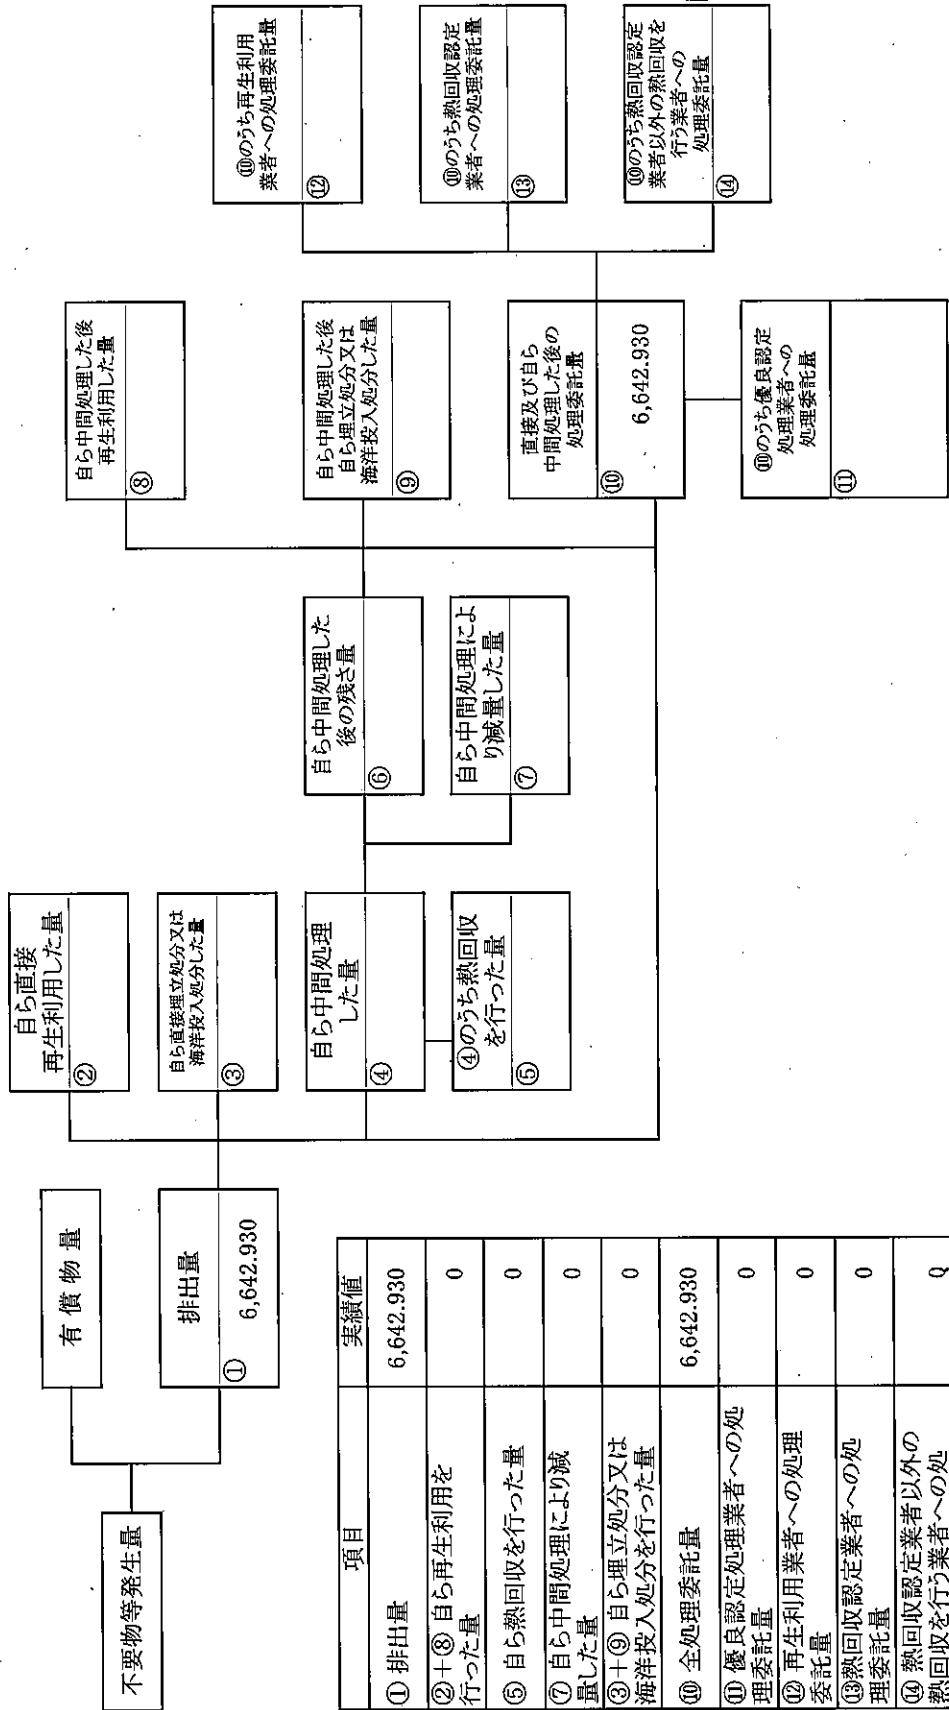 不要物等発生量
有償物量
排出量
①
6,642.930
自ら直接
再生利用した量
②
自ら直接埋立処分又は
海洋投入処分した量
③
自ら中間処理
した量
④
④のうち熱回収
を行った量
⑤
自ら中間処理した
後の残さ量
⑥
自ら中間処理によ
り減量した量
⑦
自ら中間処理した後
再生利用した量
⑧
自ら中間処理した後
自ら埋立処分又は
海洋投入処分した量
⑨
直接及び自ら
中間処理した後の
処理委託量
⑩
6,642.930
⑩のうち優良認定
処理業者への
処理委託量
⑪
⑩のうち再生利用
業者への処理委託量
⑫
⑩のうち熱回収認定
業者への処理委託量
⑬
⑩のうち熱回収認定
業者以外の熱回収を
行う業者への
処理委託量
⑭
項目 実績値
① 排出量 6,642.930
②+⑧ 自ら再生利用を
行った量 0
⑤ 自ら熱回収を行った量 0
⑦ 自ら中間処理により減
量した量 0
③+⑨ 自ら埋立処分又は
海洋投入処分を行った量 0
⑩ 全処理委託量 6,642.930
⑪ 優良認定処理業者への処
理委託量 0
⑫ 再生利用業者への処理
委託量 0
⑬熱回収認定業者への処
理委託量 0
⑭ 熱回収認定業者以外の
熱回収を行う業者への処